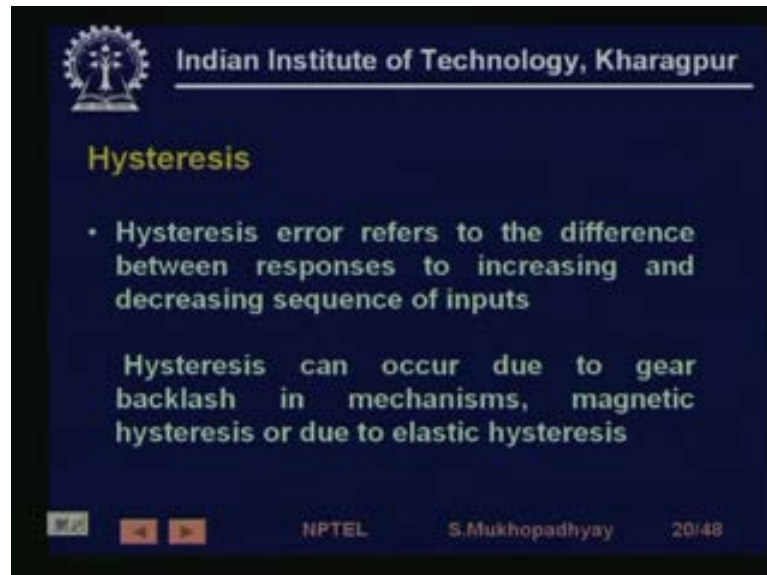 Indian Institute of Technology, Kharagpur
Hysteresis
• Hysteresis error refers to the difference
between responses to increasing and
decreasing sequence of inputs
Hysteresis can occur due to gear
backlash in mechanisms, magnetic
hysteresis or due to elastic hysteresis
NPTEL S.Mukhopadhyay 20/48